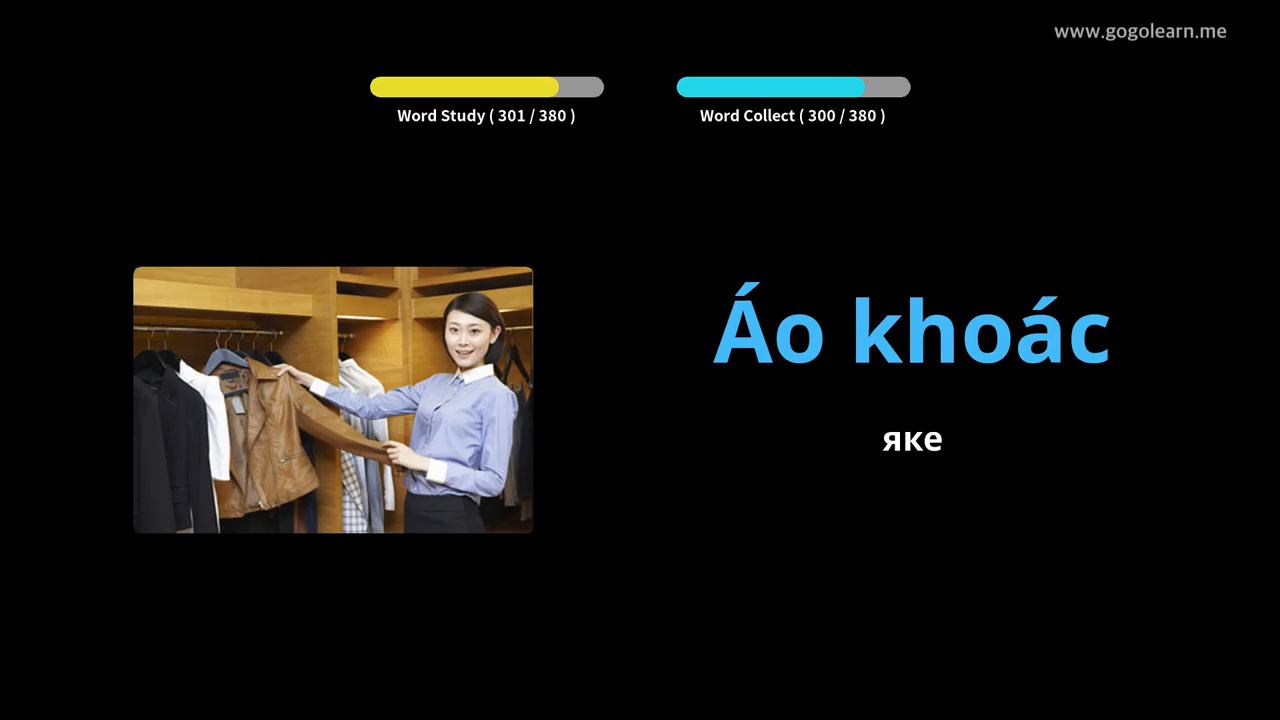 www.gogolearn.me
Word Study ( 301 / 380 )
Word Collect ( 300 / 380 )
Áo khoác
яке